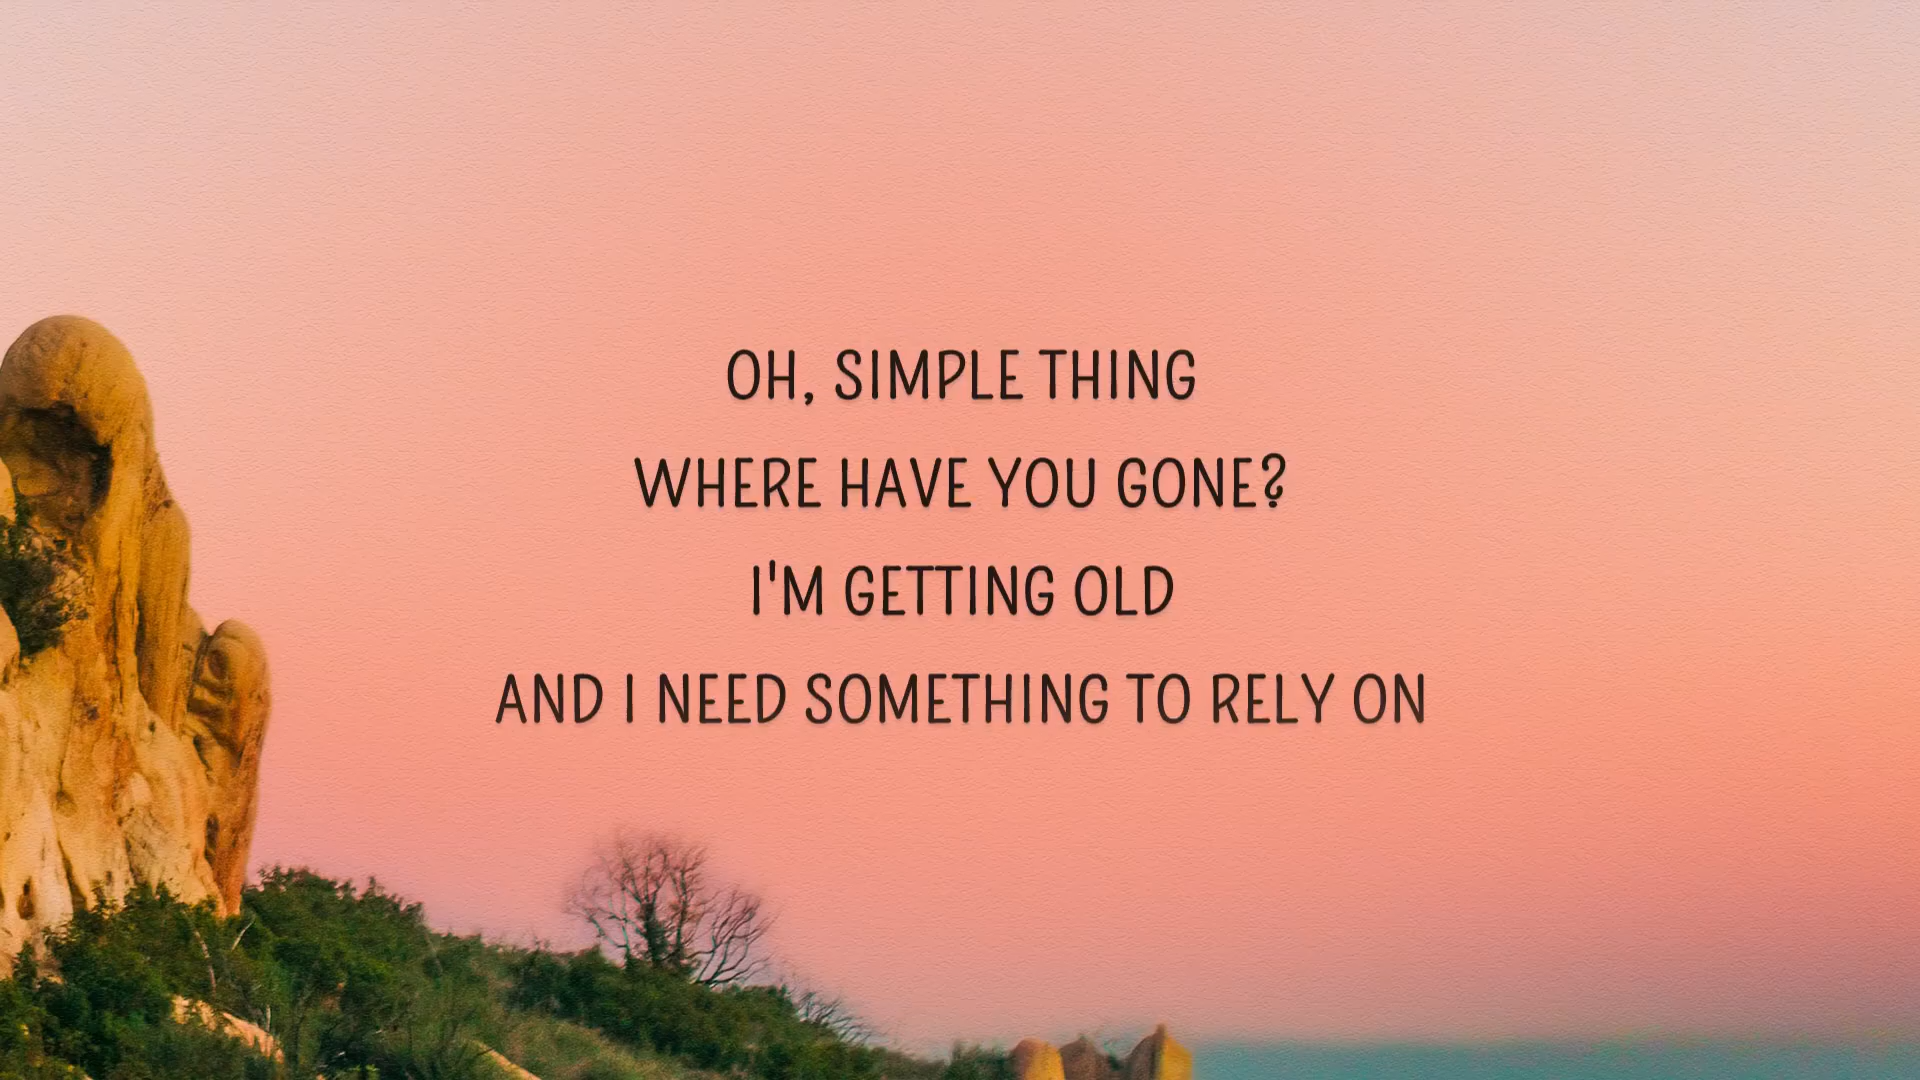 OH, SIMPLE THING
WHERE HAVE YOU GONE?
I'M GETTING OLD
AND I NEED SOMETHING TO RELY ON